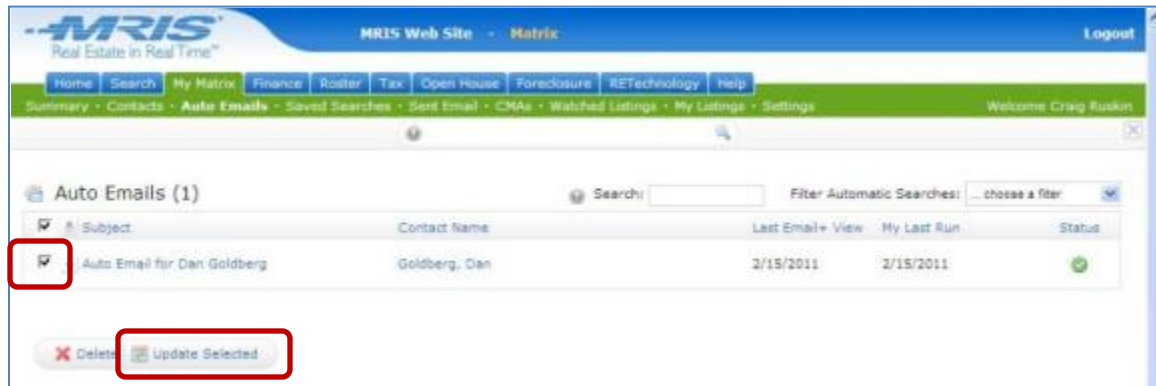 MRIS
Real Estate in Real Time™
MRIS Web Site - Matrix
Logout
Home Search My Matrix Finance Roster Tax Open House Foreclosure RETechnology Help
Summary • Contacts • Auto Emails • Saved Searches • Sent Email • CMAs • Watched Listings • My Listings • Settings Welcome Craig Ruskin
Auto Emails (1) Search: Filter Automatic Searches: ... choose a filter
Subject Contact Name Last Email+ View My Last Run Status
Auto Email for Dan Goldberg Goldberg, Dan 2/15/2011 2/15/2011
Delete Update Selected